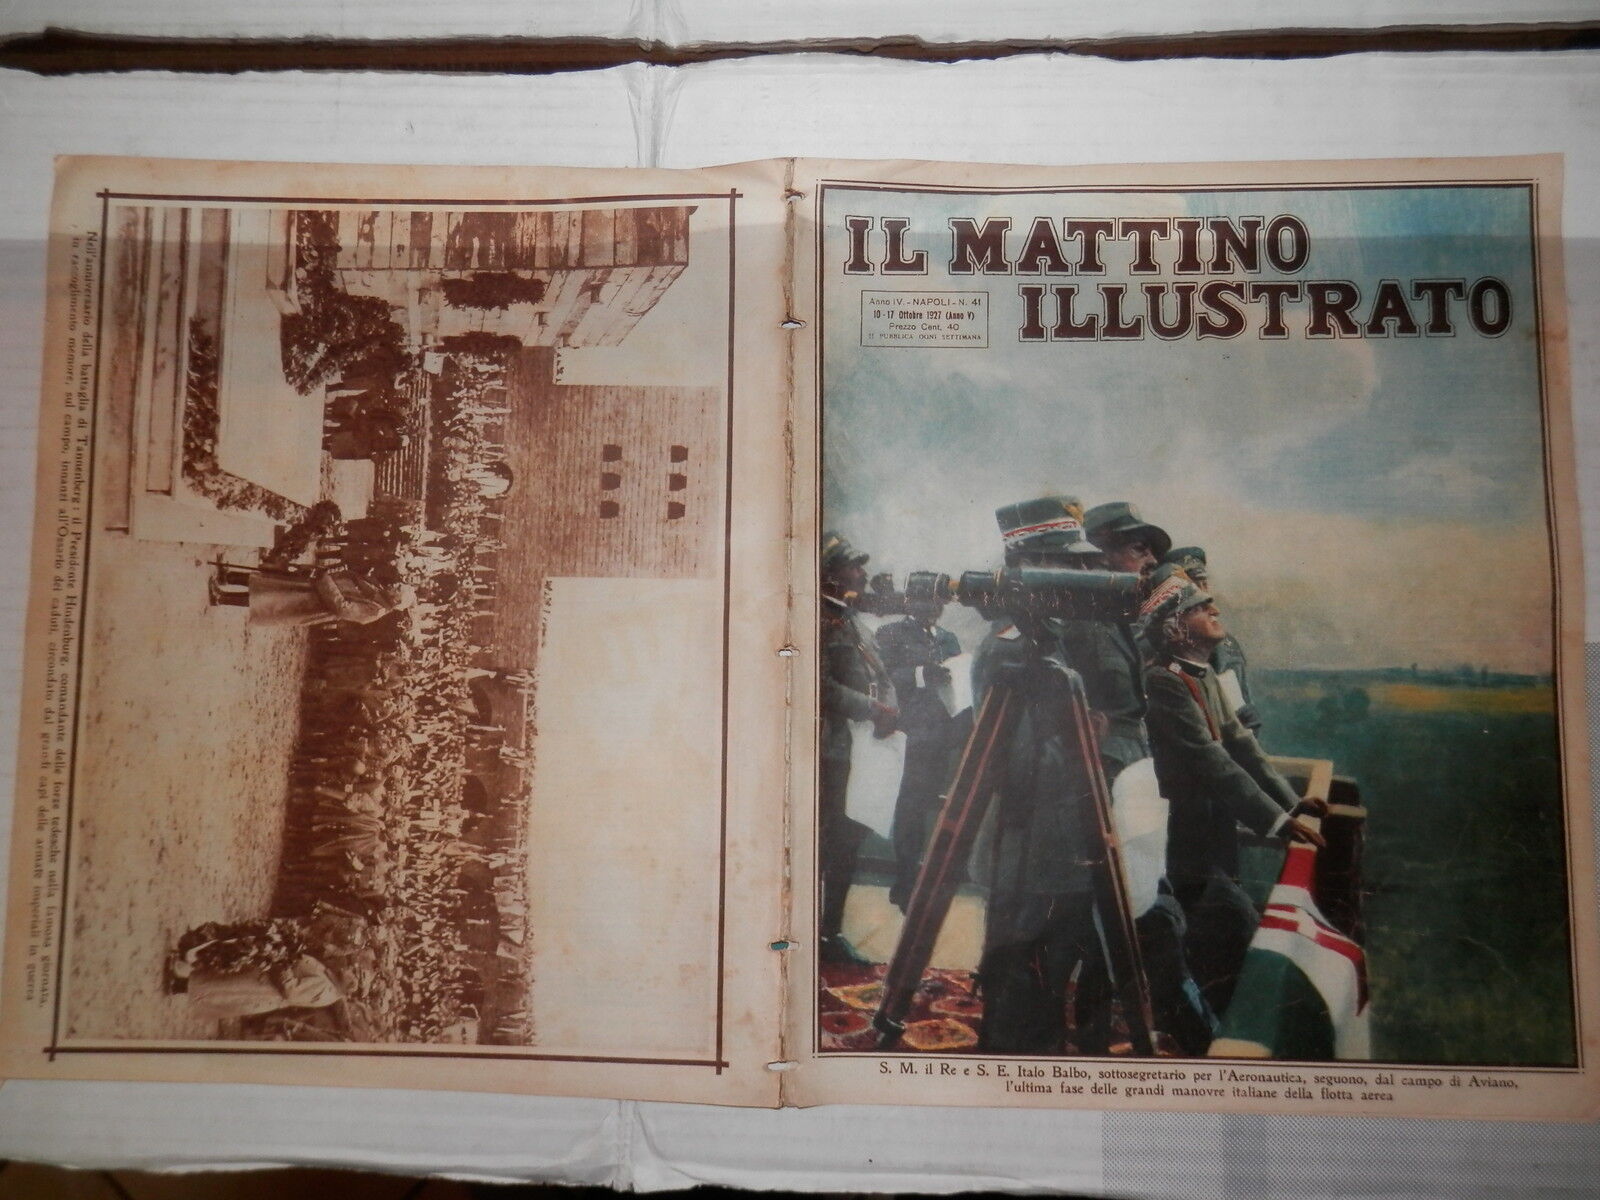 IL MATTINO
ILLUSTRATO
Anno IV. - NAPOLI - N. 41
10-17 Ottobre 1927 (Anno V)
Prezzo Cent. 40
SI PUBBLICA OGNI SETTIMANA
S. M. il Re e S. E. Italo Balbo, sottosegretario per l'Aeronautica, seguono, dal campo di Aviano,
l'ultima fase delle grandi manovre italiane della flotta aerea
Nell'anniversario della battaglia di Tannenberg: il Presidente Hindenburg, comandante delle forze tedesche nella famosa giornata,
in raccoglimento memore, sul campo, innanzi all'Ossario dei caduti, circondato dai grandi capi delle armate imperiali in guerra